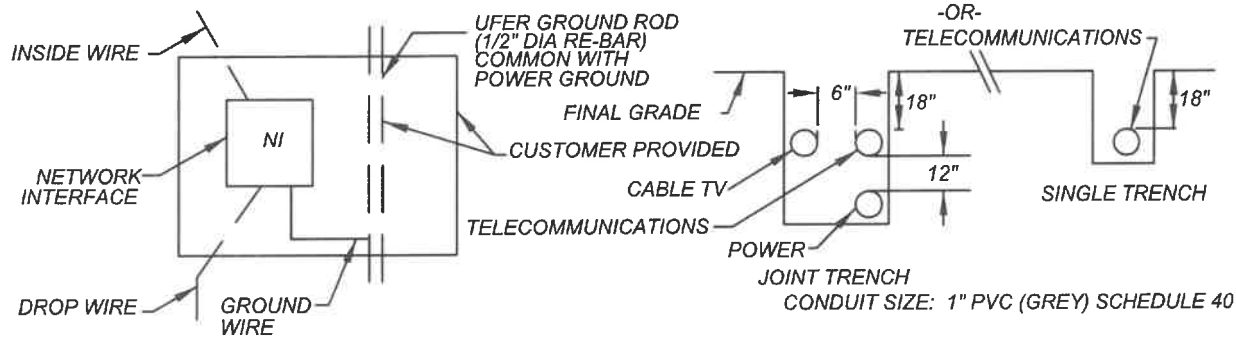 INSIDE WIRE
NI
NETWORK
INTERFACE
DROP WIRE
GROUND
WIRE
UFER GROUND ROD
(1/2" DIA RE-BAR)
COMMON WITH
POWER GROUND
CUSTOMER PROVIDED
FINAL GRADE
6"
18"
12"
CABLE TV
TELECOMMUNICATIONS
POWER
JOINT TRENCH
CONDUIT SIZE: 1" PVC (GREY) SCHEDULE 40
-OR-
TELECOMMUNICATIONS
18"
SINGLE TRENCH